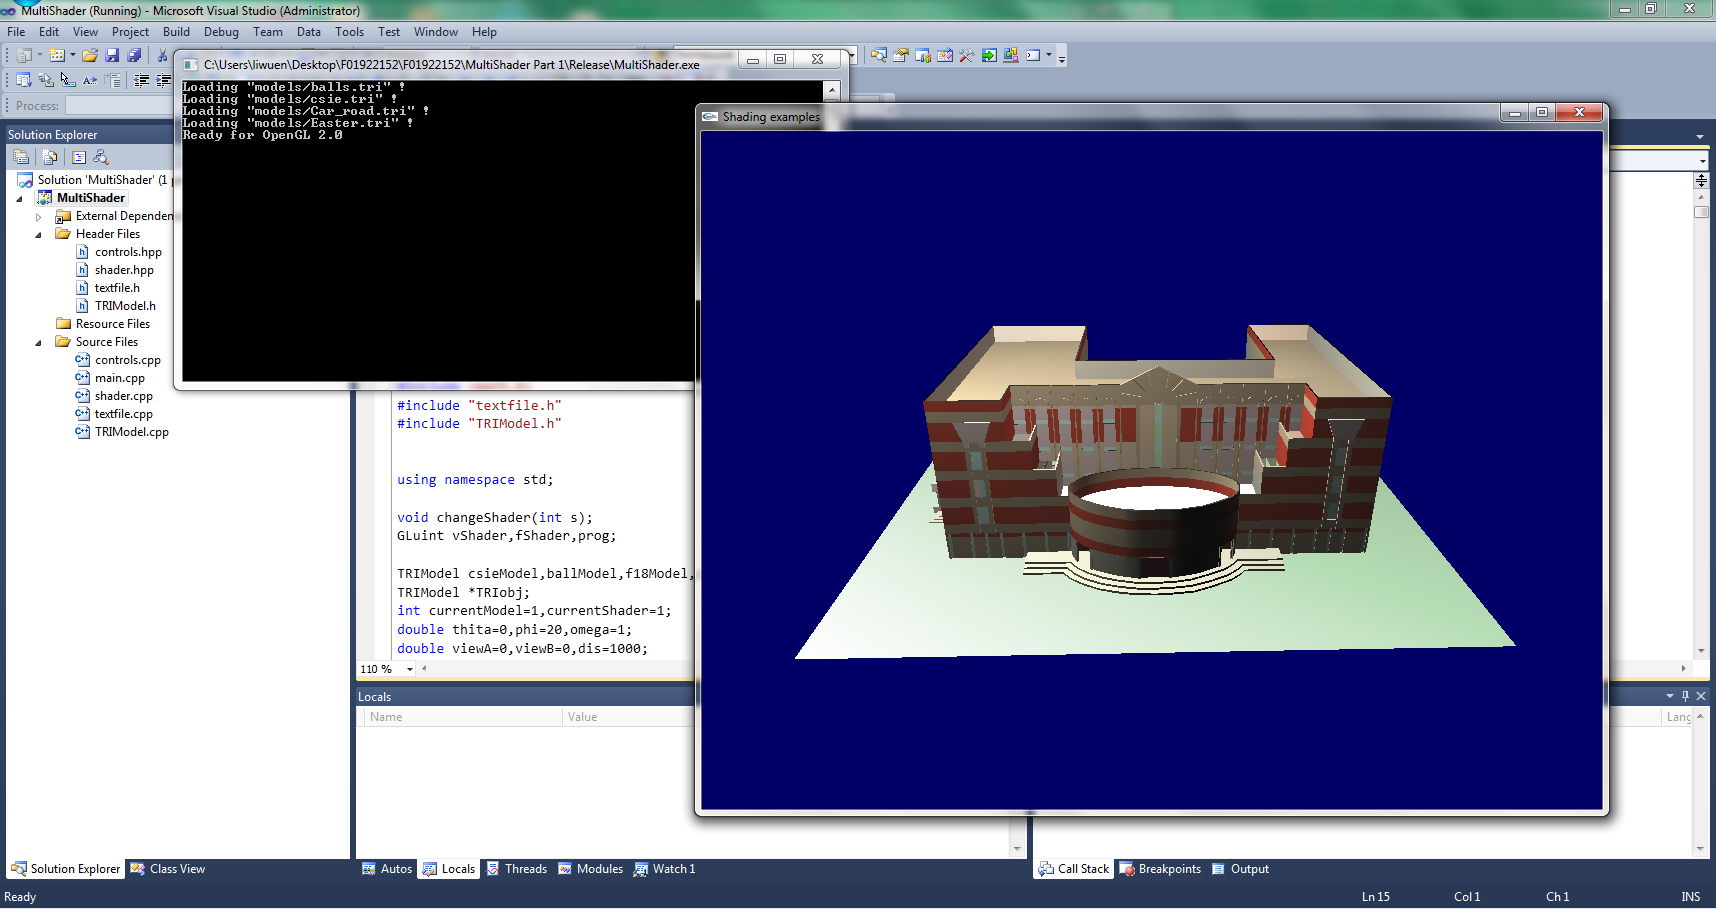 MultiShader (Running) - Microsoft Visual Studio (Administrator)
File Edit View Project Build Debug Team Data Tools Test Window Help
Process:
C:\Users\liwuen\Desktop\F01922152\F01922152\MultiShader Part 1\Release\MultiShader.exe
Loading "models/balls.tri" !
Loading "models/csie.tri" !
Loading "models/Car_road.tri" !
Loading "models/Easter.tri" !
Ready for OpenGL 2.0
Shading examples
Solution Explorer
Solution 'MultiShader' (1
MultiShader
External Dependen
Header Files
controls.hpp
shader.hpp
textfile.h
TRIModel.h
Resource Files
Source Files
controls.cpp
main.cpp
shader.cpp
textfile.cpp
TRIModel.cpp
#include "textfile.h"
#include "TRIModel.h"
using namespace std;
void changeShader(int s);
GLuint vShader,fShader,prog;
TRIModel csieModel,ballModel,f18Model,
TRIModel *TRIobj;
int currentModel=1,currentShader=1;
double thita=0,phi=20,omega=1;
double viewA=0,viewB=0,dis=1000;
110 %
Locals
Name Value
Lang
Solution Explorer Class View
Autos Locals Threads Modules Watch 1
Call Stack Breakpoints Output
Ready
Ln 15 Col 1 Ch 1 INS